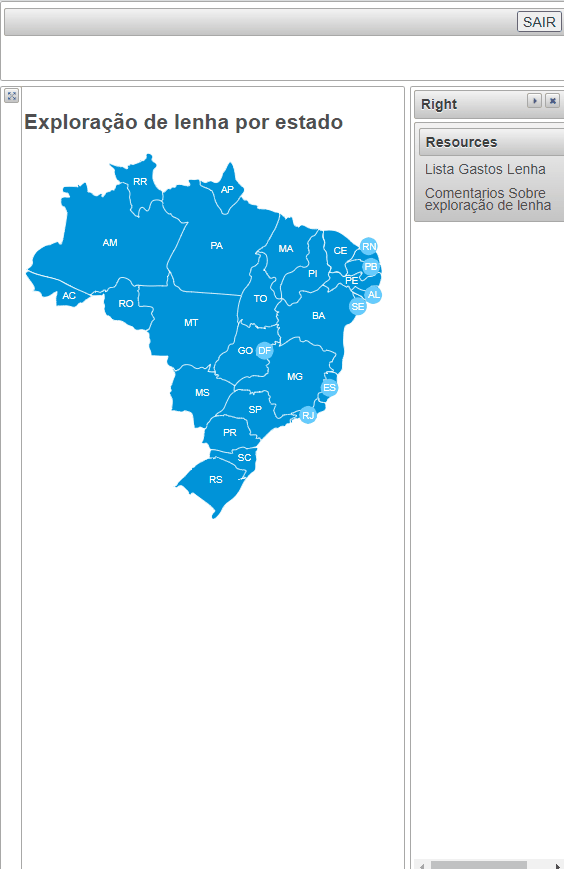 SAIR
Exploração de lenha por estado
RR
AP
AM
PA
MA
CE
RN
PI
PB
PE
AC
RO
TO
AL
SE
MT
BA
GO
DF
MG
ES
MS
SP
RJ
PR
SC
RS
Right
Resources
Lista Gastos Lenha
Comentarios Sobre
exploração de lenha